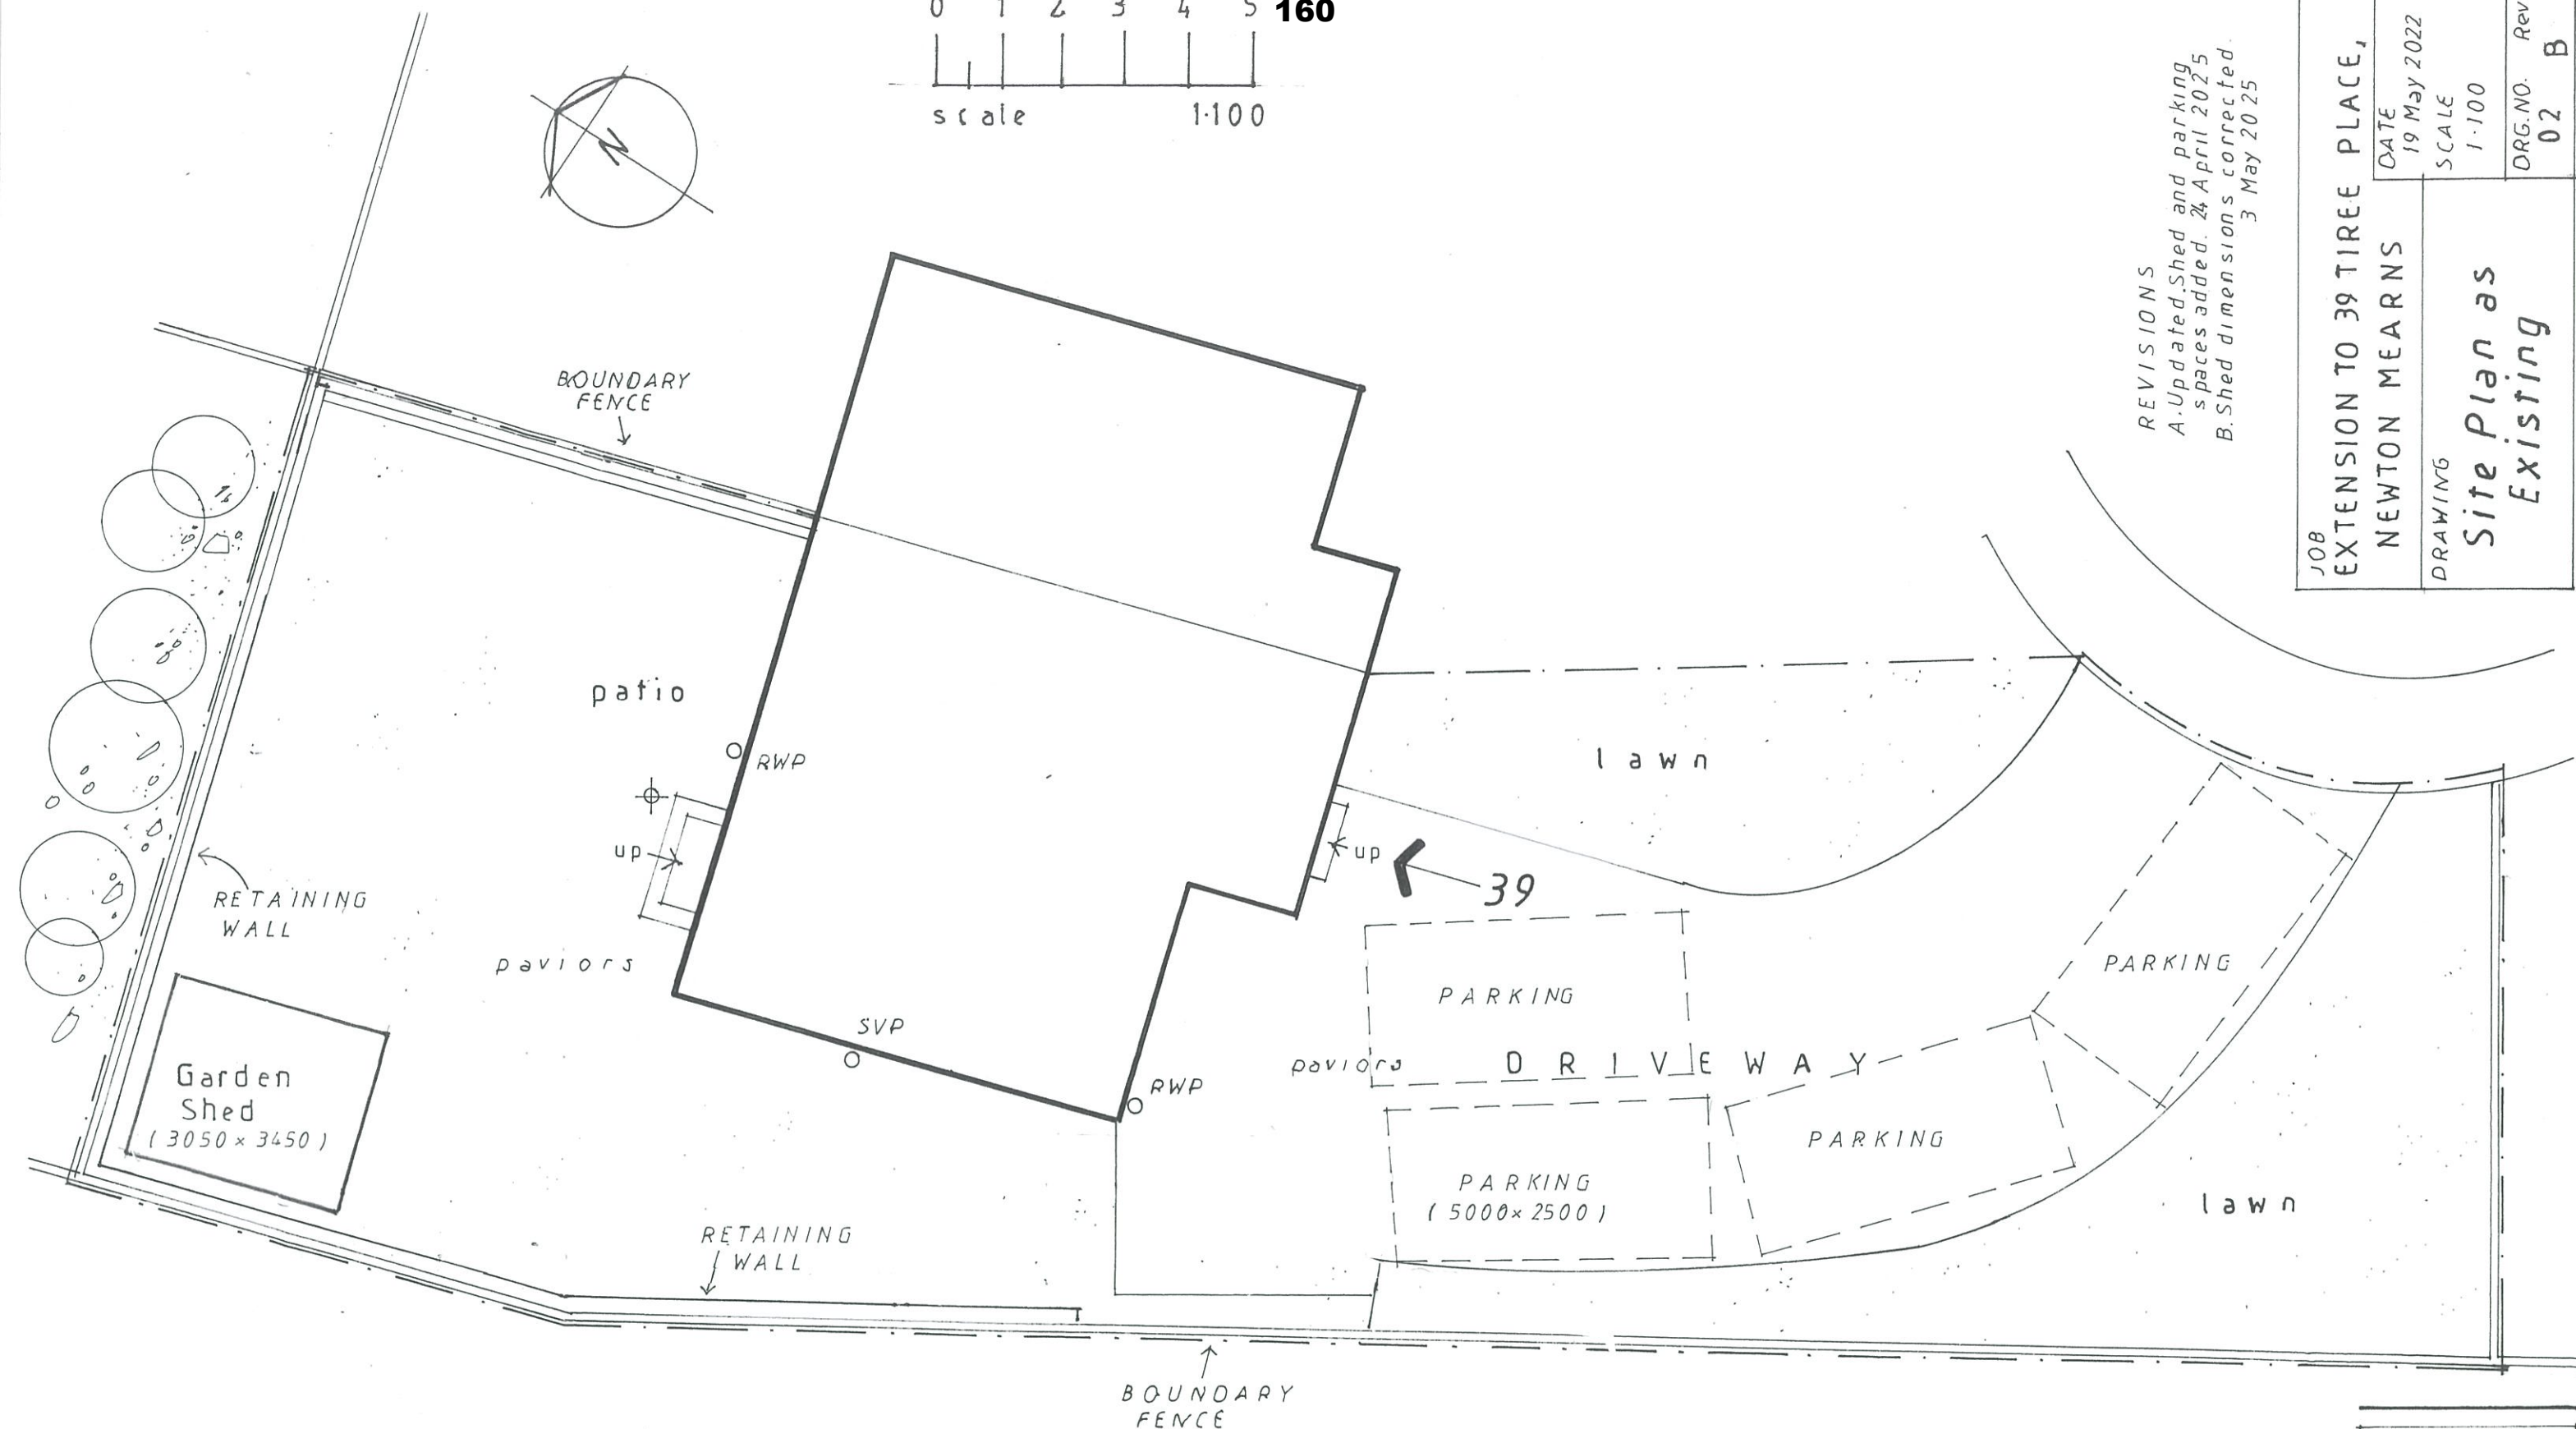 0 1 2 3 4 5 160
scale 1:100
N
REVISIONS
A. Updated Shed and parking
spaces added. 24 April 2025
B. Shed dimensions corrected.
3 May 2025
JOB
EXTENSION TO 39 TIREE PLACE,
NEWTON MEARNS
DATE
19 May 2022
SCALE
1·100
DRG.NO. Rev
02 B
DRAWING
Site Plan as
Existing
BOUNDARY
FENCE
patio
RWP
up
RETAINING
WALL
paviors
SVP
RWP
Garden
Shed
(3050 × 3450)
RETAINING
WALL
BOUNDARY
FENCE
lawn
up
39
PARKING
paviors
DRIVEWAY
PARKING
(5000 × 2500)
PARKING
PARKING
lawn